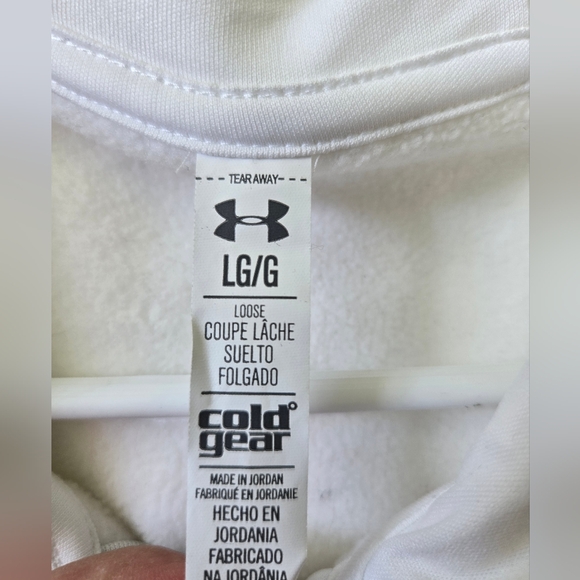 TEAR AWAY
LG/G
LOOSE
COUPE LÂCHE
SUELTO
FOLGADO
cold
gear
MADE IN JORDAN
FABRIQUÉ EN JORDANIE
HECHO EN
JORDANIA
FABRICADO
NA JORDÂNIA